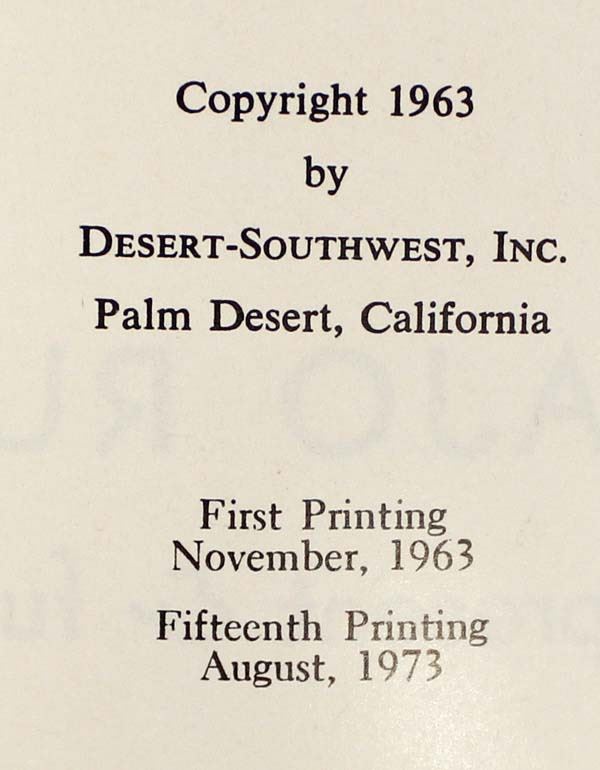 Copyright 1963
by
DESERT-SOUTHWEST, INC.
Palm Desert, California
First Printing
November, 1963
Fifteenth Printing
August, 1973